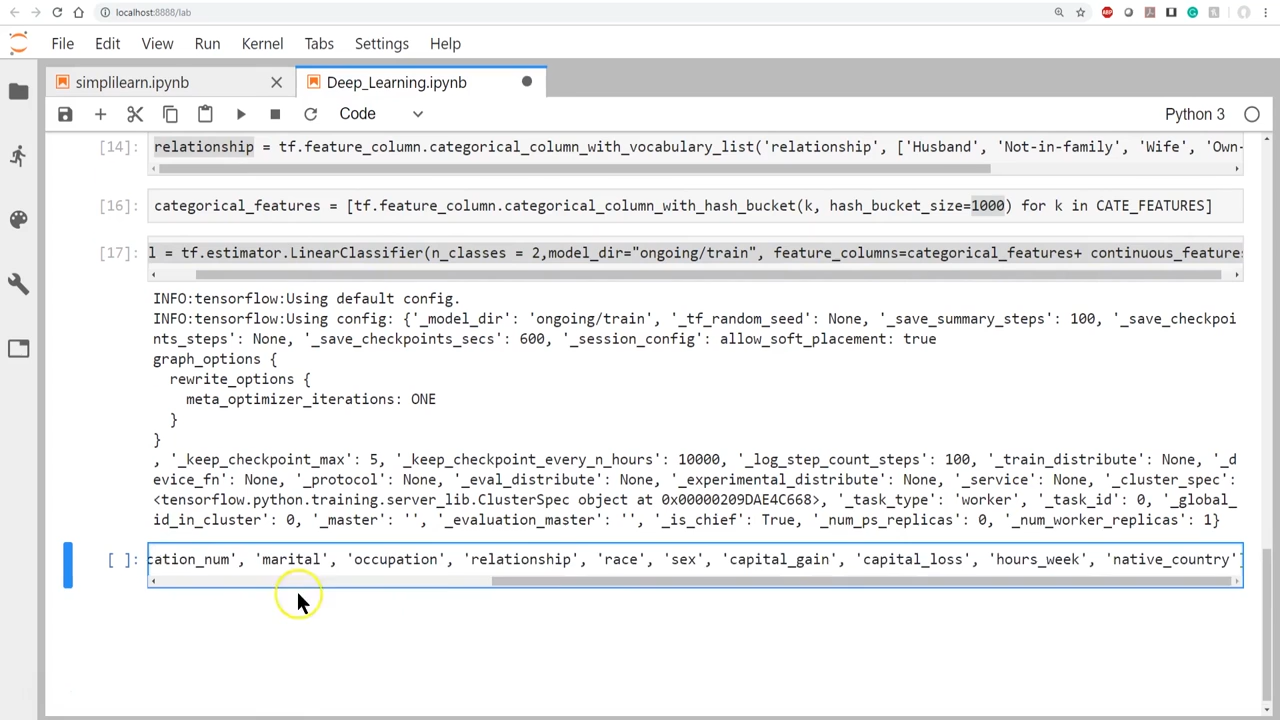 localhost:8888/lab
File Edit View Run Kernel Tabs Settings Help
simplilearn.ipynb Deep_Learning.ipynb
Code Python 3
[14]: relationship = tf.feature_column.categorical_column_with_vocabulary_list('relationship', ['Husband', 'Not-in-family', 'Wife', 'Own-
[16]: categorical_features = [tf.feature_column.categorical_column_with_hash_bucket(k, hash_bucket_size=1000) for k in CATE_FEATURES]
[17]: l = tf.estimator.LinearClassifier(n_classes = 2,model_dir="ongoing/train", feature_columns=categorical_features+ continuous_features
INFO:tensorflow:Using default config.
INFO:tensorflow:Using config: {'_model_dir': 'ongoing/train', '_tf_random_seed': None, '_save_summary_steps': 100, '_save_checkpoi
nts_steps': None, '_save_checkpoints_secs': 600, '_session_config': allow_soft_placement: true
graph_options {
rewrite_options {
meta_optimizer_iterations: ONE
}
}
, '_keep_checkpoint_max': 5, '_keep_checkpoint_every_n_hours': 10000, '_log_step_count_steps': 100, '_train_distribute': None, '_d
evice_fn': None, '_protocol': None, '_eval_distribute': None, '_experimental_distribute': None, '_service': None, '_cluster_spec':
<tensorflow.python.training.server_lib.ClusterSpec object at 0x00000209DAE4C668>, '_task_type': 'worker', '_task_id': 0, '_global_
id_in_cluster': 0, '_master': '', '_evaluation_master': '', '_is_chief': True, '_num_ps_replicas': 0, '_num_worker_replicas': 1}
[ ]: cation_num', 'marital', 'occupation', 'relationship', 'race', 'sex', 'capital_gain', 'capital_loss', 'hours_week', 'native_country']